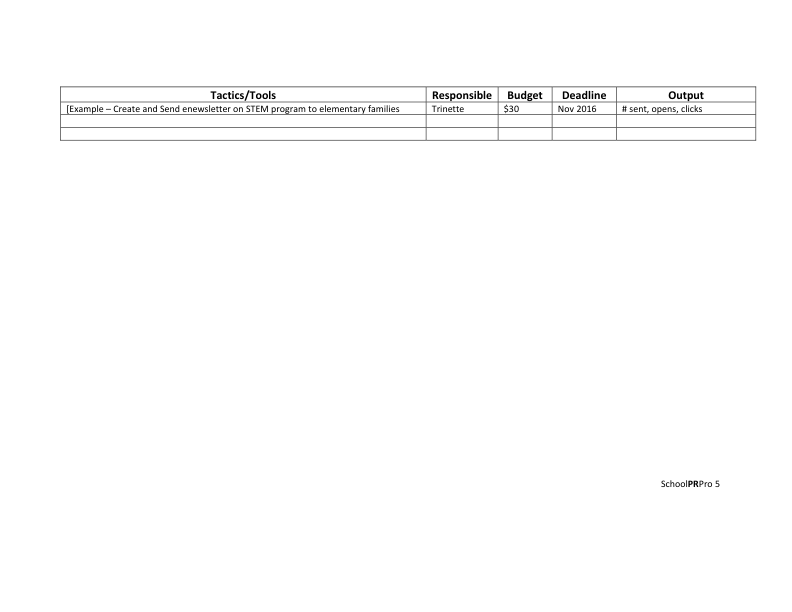 Tactics/Tools Responsible Budget Deadline Output
[Example – Create and Send enewsletter on STEM program to elementary families Trinette $30 Nov 2016 # sent, opens, clicks
SchoolPRPro 5